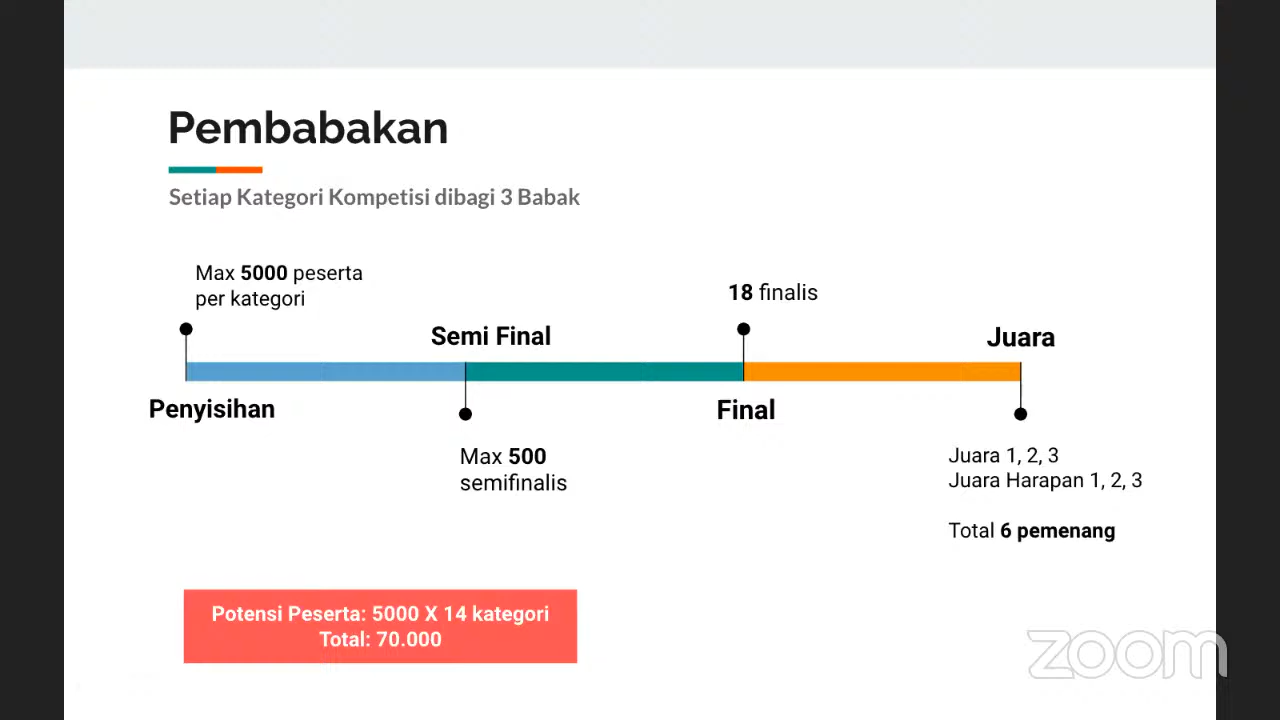 Pembabakan
Setiap Kategori Kompetisi dibagi 3 Babak
Max 5000 peserta
per kategori
18 finalis
Semi Final
Juara
Penyisihan
Final
Max 500
semifinalis
Juara 1, 2, 3
Juara Harapan 1, 2, 3
Total 6 pemenang
Potensi Peserta: 5000 X 14 kategori
Total: 70.000
zoom